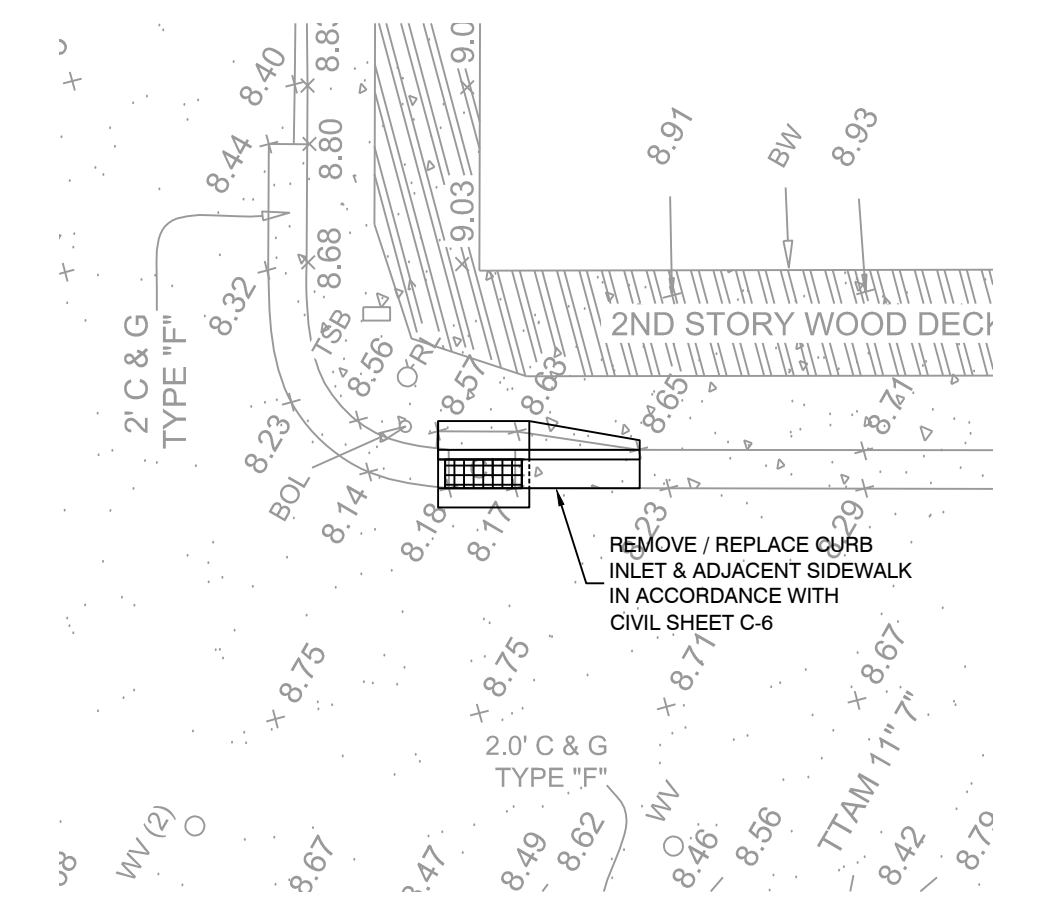 8.83
9.0
8.40
8.80
8.44
8.91
BW
8.93
9.03
8.68
8.32
2' C & G
TYPE "F"
TSB
RL
2ND STORY WOOD DECK
8.56
8.57
8.63
8.65
8.71
8.23
BOL
8.14
8.18
8.17
8.23
8.29
REMOVE / REPLACE CURB
INLET & ADJACENT SIDEWALK
IN ACCORDANCE WITH
CIVIL SHEET C-6
8.75
8.75
8.71
8.67
2.0' C & G
TYPE "F"
TTAM 11" 7"
WV (2)
WV
8.67
8.47
8.49
8.62
8.46
8.56
8.42
8.79